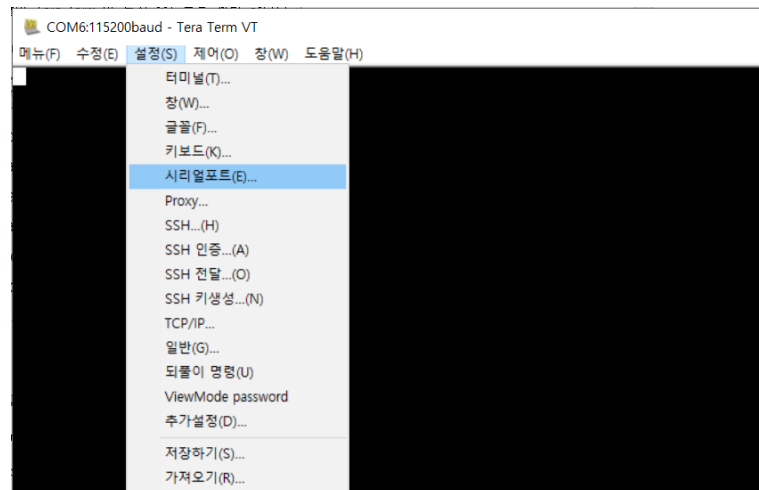 COM6:115200baud - Tera Term VT
메뉴(F) 수정(E) 설정(S) 제어(O) 창(W) 도움말(H)
터미널(T)...
창(W)...
글꼴(F)...
키보드(K)...
시리얼포트(E)...
Proxy...
SSH...(H)
SSH 인증...(A)
SSH 전달...(O)
SSH 키생성...(N)
TCP/IP...
일반(G)...
되풀이 명령(U)
ViewMode password
추가설정(D)...
저장하기(S)...
가져오기(R)...